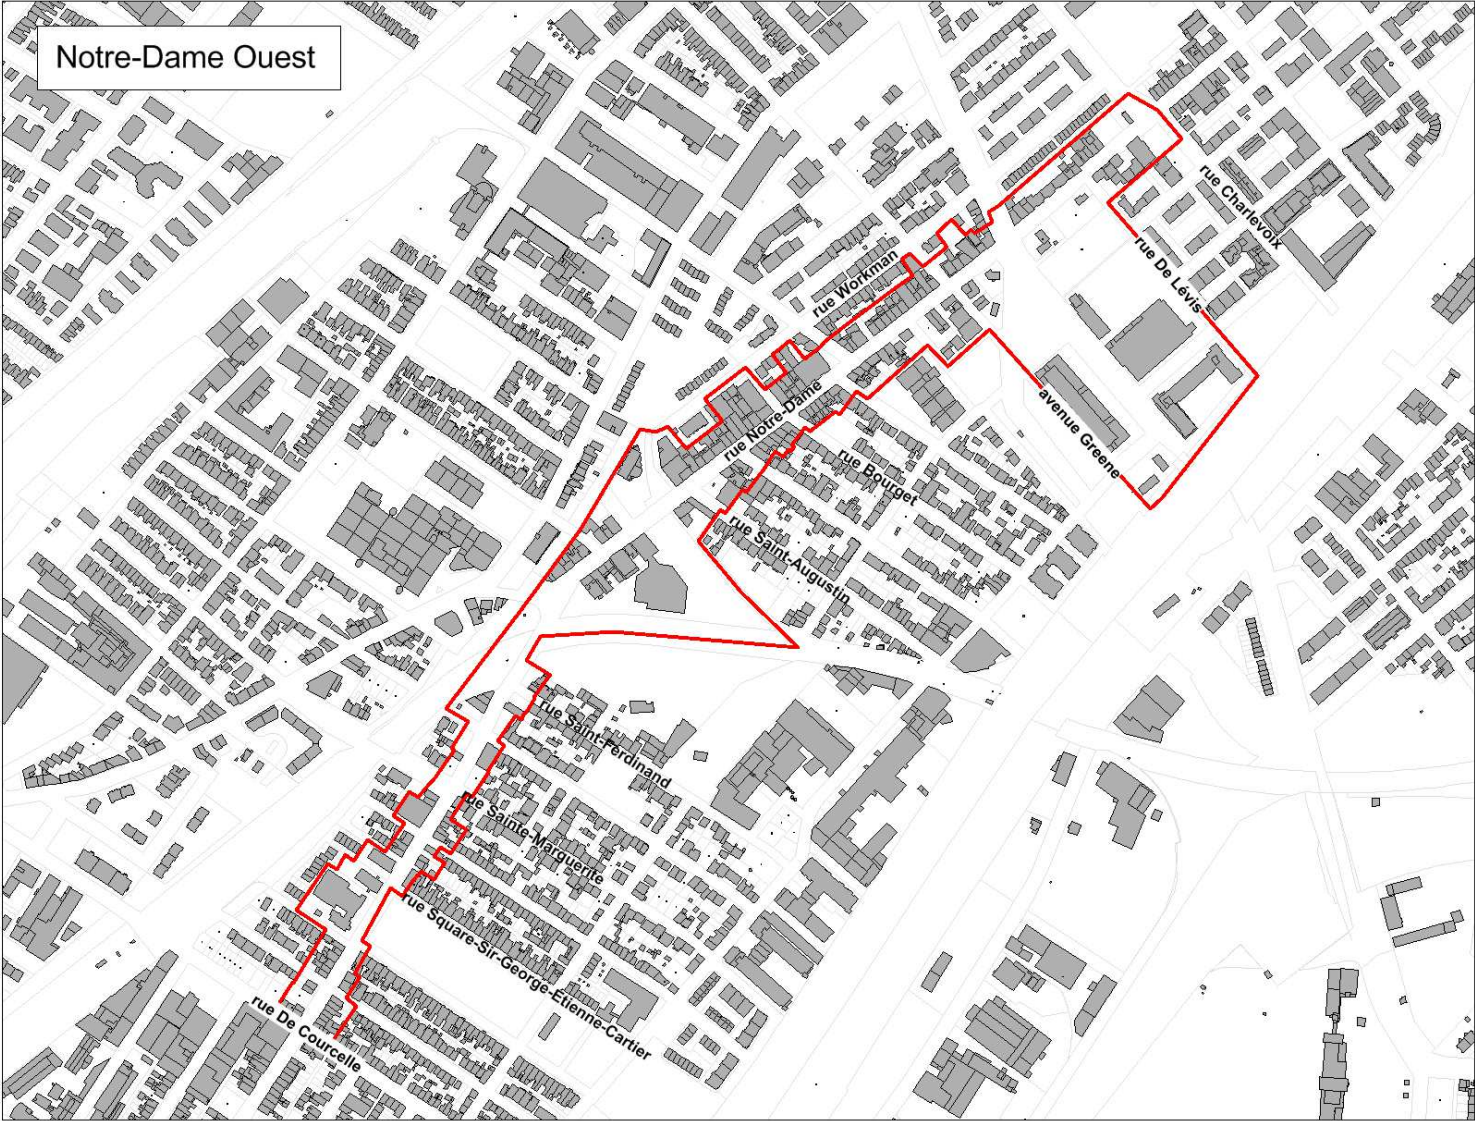 Notre-Dame Ouest
rue Charlevoix
rue De Lévis
rue Workman
rue Notre-Dame
avenue Greene
rue Bourget
rue Saint-Augustin
rue Saint-Ferdinand
rue Sainte-Marguerite
rue Square-Sir-George-Etienne-Cartier
rue De Courcelle